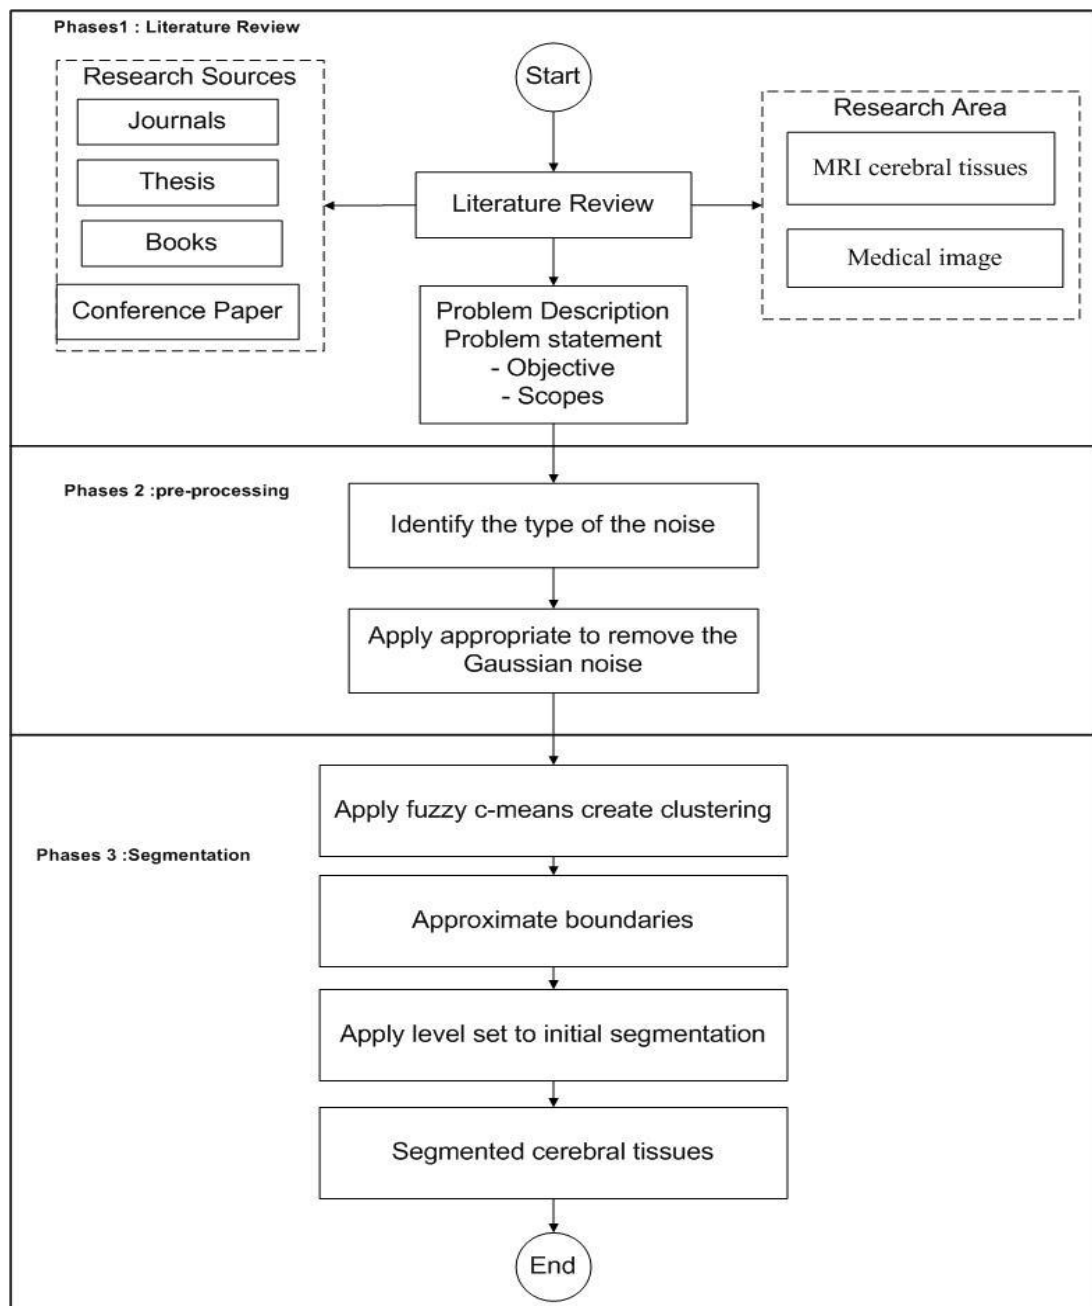 Phases1 : Literature Review
Research Sources
Journals
Thesis
Books
Conference Paper
Start
Literature Review
Research Area
MRI cerebral tissues
Medical image
Problem Description
Problem statement
- Objective
- Scopes
Phases 2 :pre-processing
Identify the type of the noise
Apply appropriate to remove the
Gaussian noise
Phases 3 :Segmentation
Apply fuzzy c-means create clustering
Approximate boundaries
Apply level set to initial segmentation
Segmented cerebral tissues
End